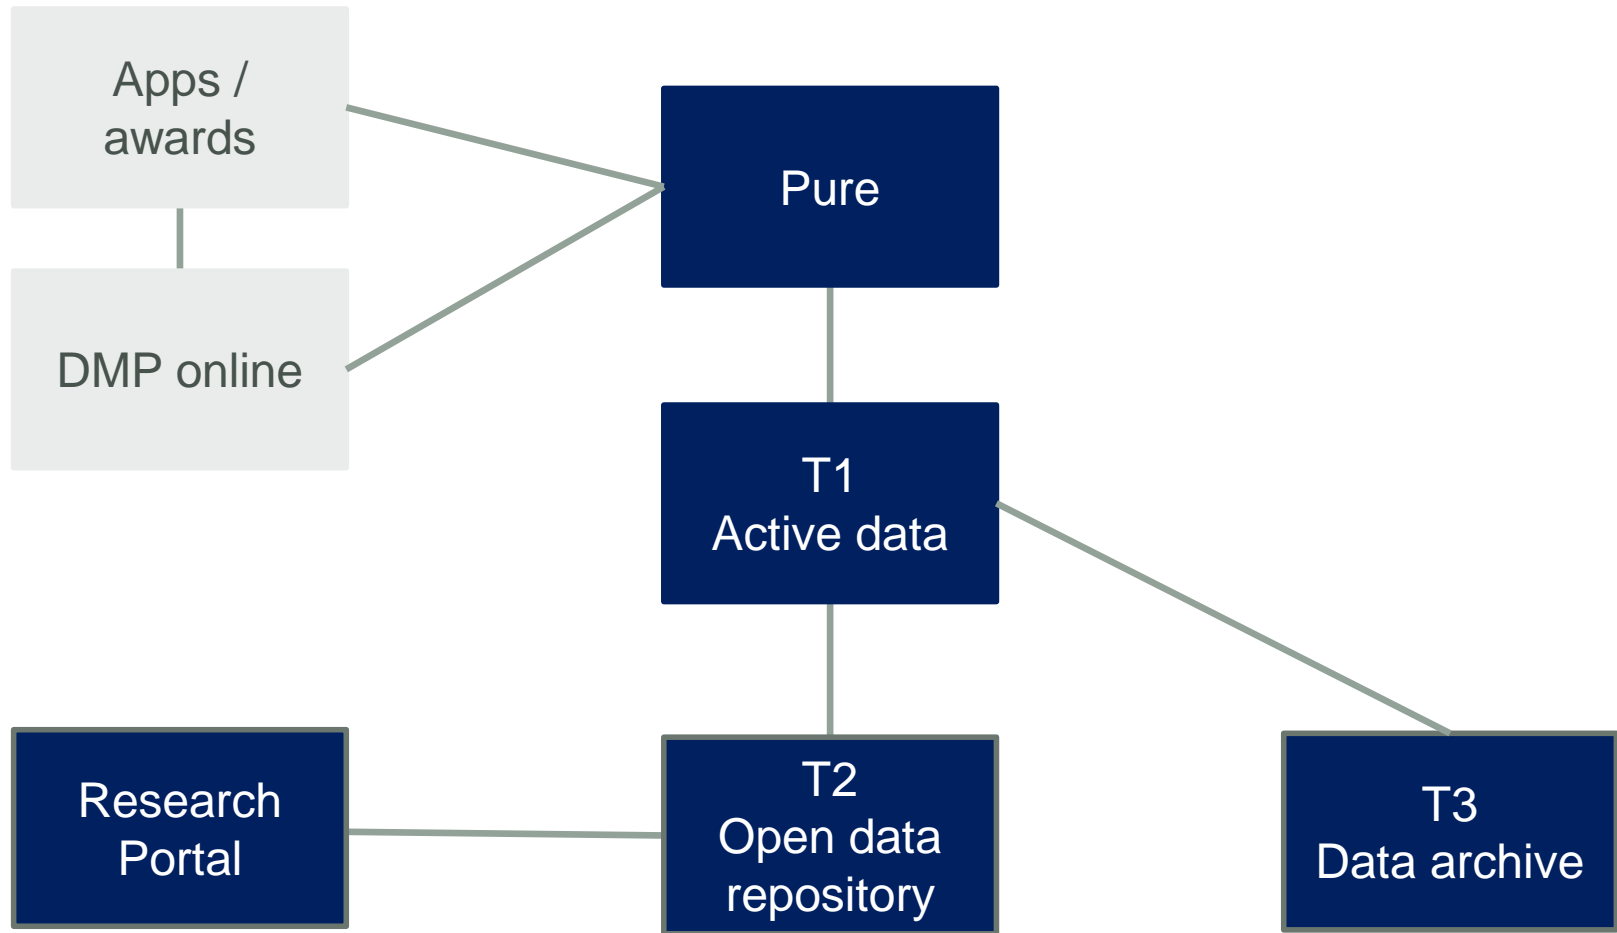 Apps /
awards
Pure
DMP online
T1
Active data
Research
Portal
T2
Open data
repository
T3
Data archive